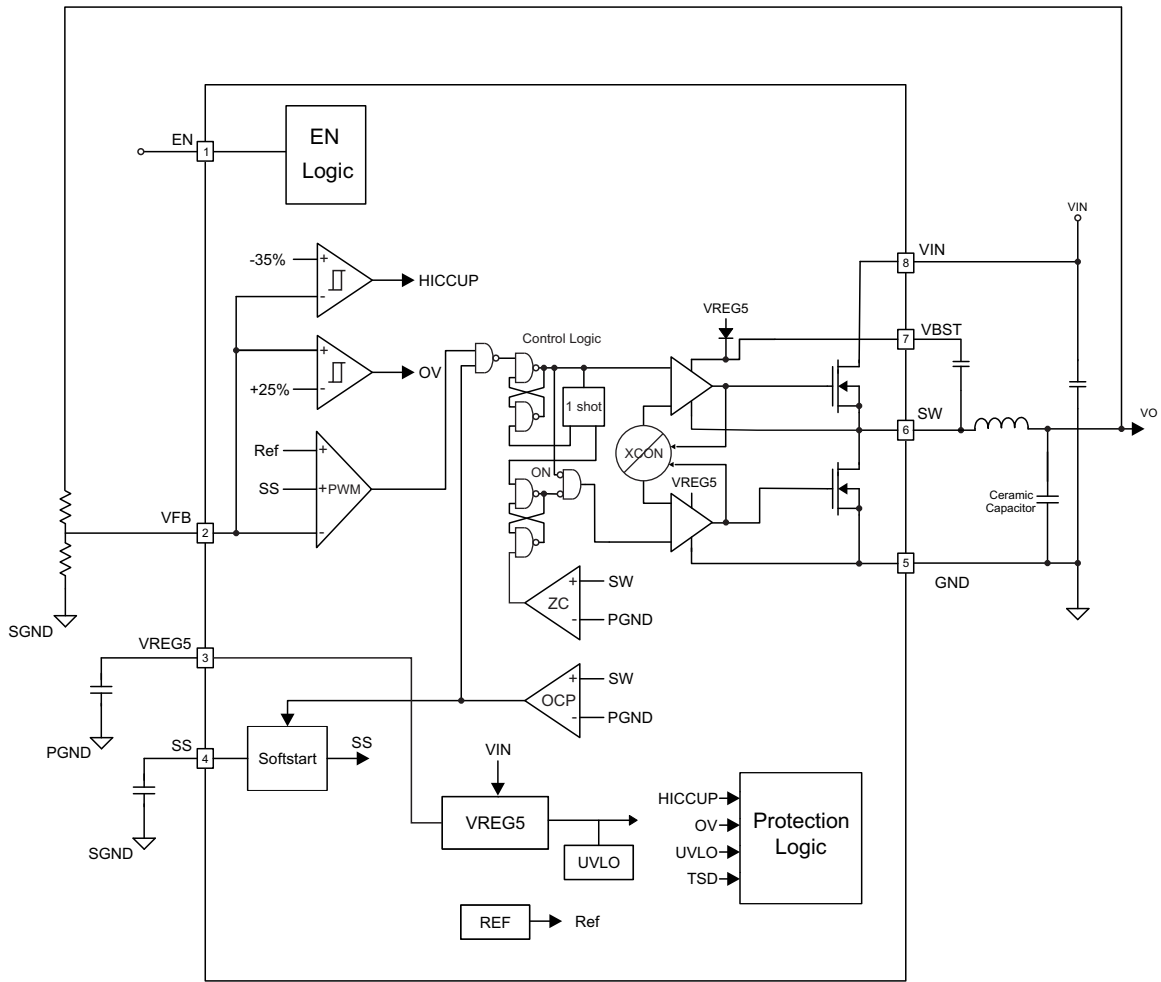 EN
1
EN
Logic
VIN
-35%
+
-
HICCUP
8
VIN
VREG5
7
VBST
Control Logic
+
-
+25%
OV
1 shot
SW
6
VO
Ref
+
SS
+
PWM
-
XCON
ON
VREG5
VFB
2
Ceramic
Capacitor
5
GND
+
SW
ZC
-
PGND
SGND
VREG5
3
+
SW
OCP
-
PGND
PGND
SS
4
Softstart
SS
VIN
VREG5
UVLO
SGND
HICCUP
OV
UVLO
TSD
Protection
Logic
REF
Ref